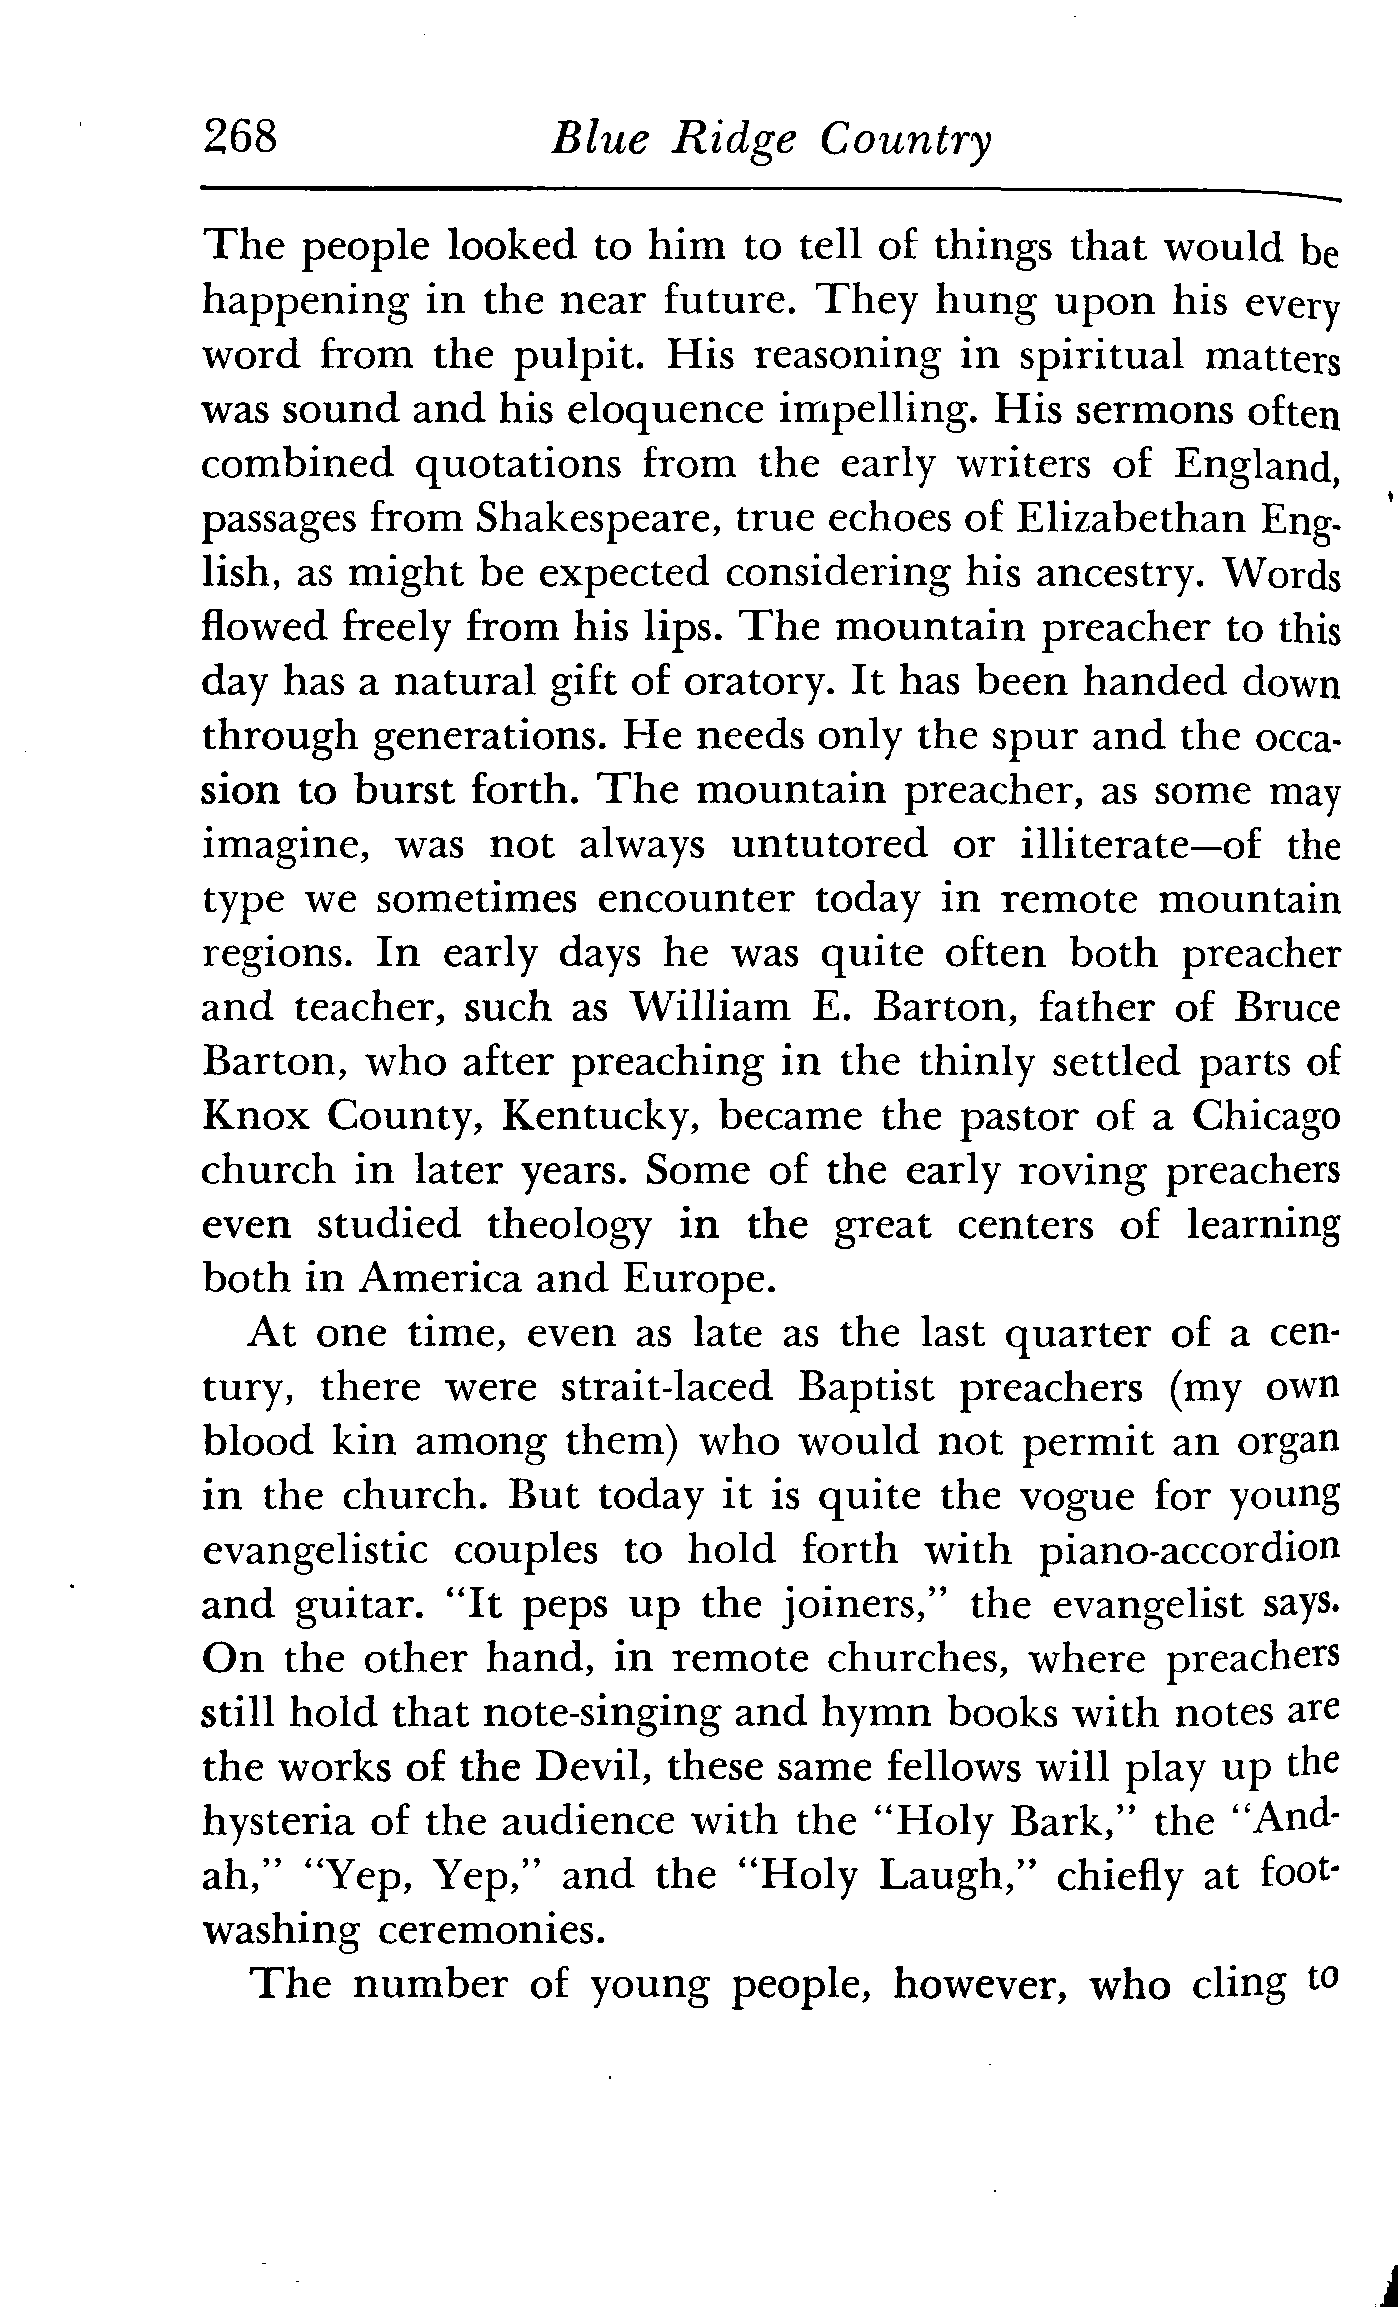 268 Blue Ridge Country
The people looked to him to tell of things that would be
happening in the near future. They hung upon his every
word from the pulpit. His reasoning in spiritual matters
was sound and his eloquence impelling. His sermons often
combined quotations from the early writers of England,
passages from Shakespeare, true echoes of Elizabethan Eng-
lish, as might be expected considering his ancestry. Words
flowed freely from his lips. The mountain preacher to this
day has a natural gift of oratory. It has been handed down
through generations. He needs only the spur and the occa-
sion to burst forth. The mountain preacher, as some may
imagine, was not always untutored or illiterate—of the
type we sometimes encounter today in remote mountain
regions. In early days he was quite often both preacher
and teacher, such as William E. Barton, father of Bruce
Barton, who after preaching in the thinly settled parts of
Knox County, Kentucky, became the pastor of a Chicago
church in later years. Some of the early roving preachers
even studied theology in the great centers of learning
both in America and Europe.
At one time, even as late as the last quarter of a cen-
tury, there were strait-laced Baptist preachers (my own
blood kin among them) who would not permit an organ
in the church. But today it is quite the vogue for young
evangelistic couples to hold forth with piano-accordion
and guitar. "It peps up the joiners," the evangelist says.
On the other hand, in remote churches, where preachers
still hold that note-singing and hymn books with notes are
the works of the Devil, these same fellows will play up the
hysteria of the audience with the "Holy Bark," the "And-
ah," "Yep, Yep," and the "Holy Laugh," chiefly at foot-
washing ceremonies.
The number of young people, however, who cling to